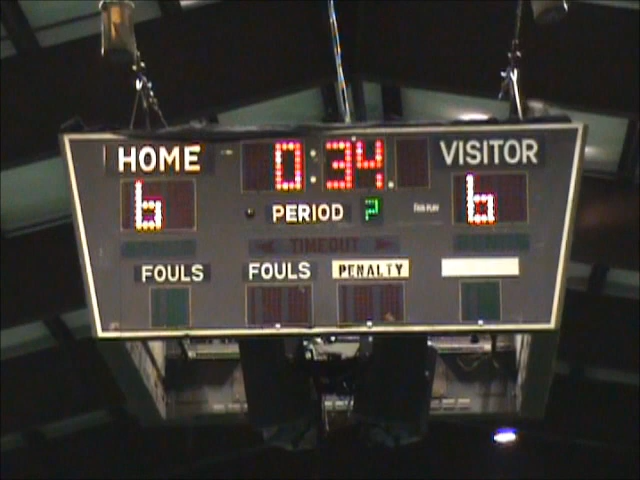 HOME 0:34 VISITOR
6 PERIOD 2 6
TIMEOUT
FOULS FOULS PENALTY